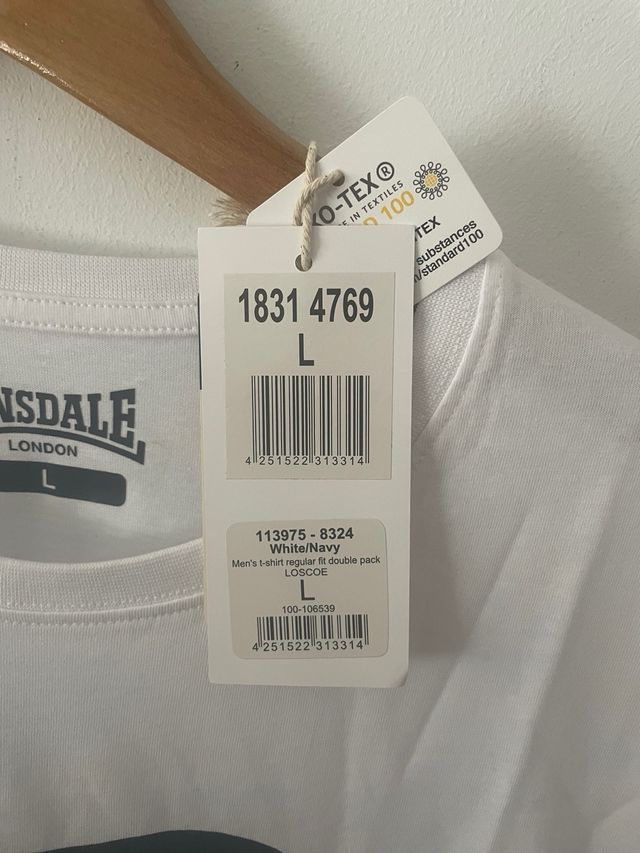 XO-TEX®
E IN TEXTILES
D 100
TEX
substances
/standard100
1831 4769
L
4 251522 313314
NSDALE
LONDON
L
113975 - 8324
White/Navy
Men's t-shirt regular fit double pack
LOSCOE
L
100-106539
4 251522 313314